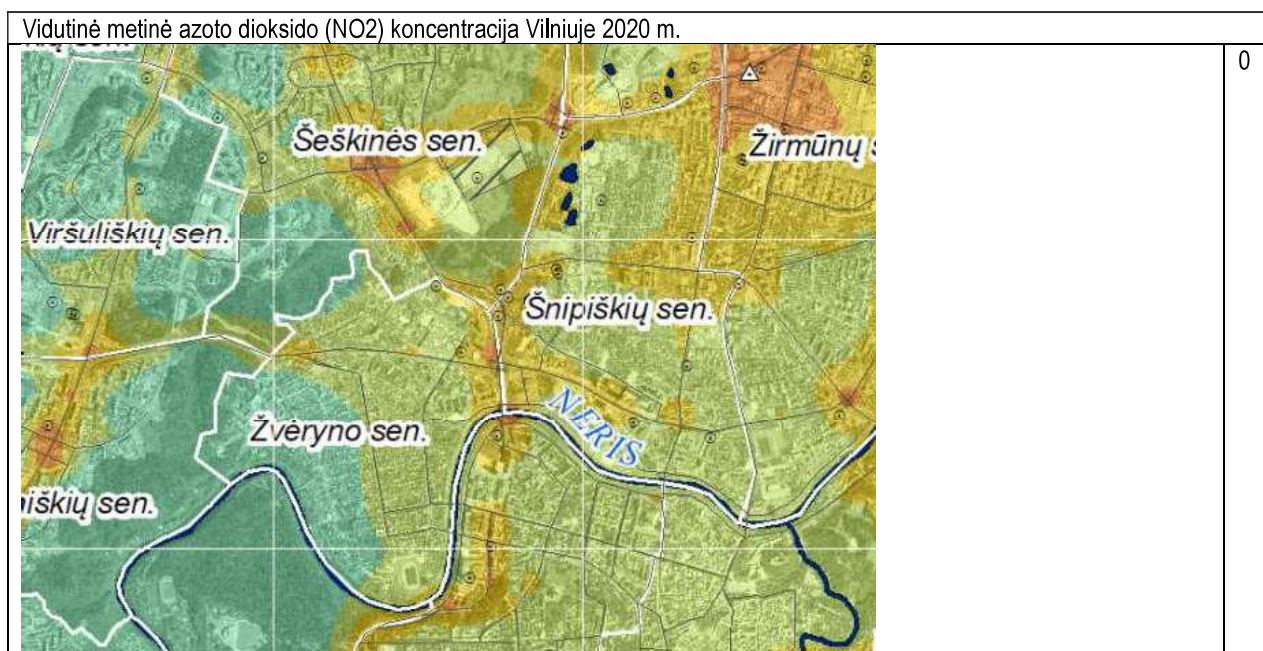 Vidutinė metinė azoto dioksido (NO2) koncentracija Vilniuje 2020 m.
0
Šeškinės sen.
Žirmūnų s
Viršuliškių sen.
Šnipiškių sen.
NERIS
Žvėryno sen.
iškių sen.